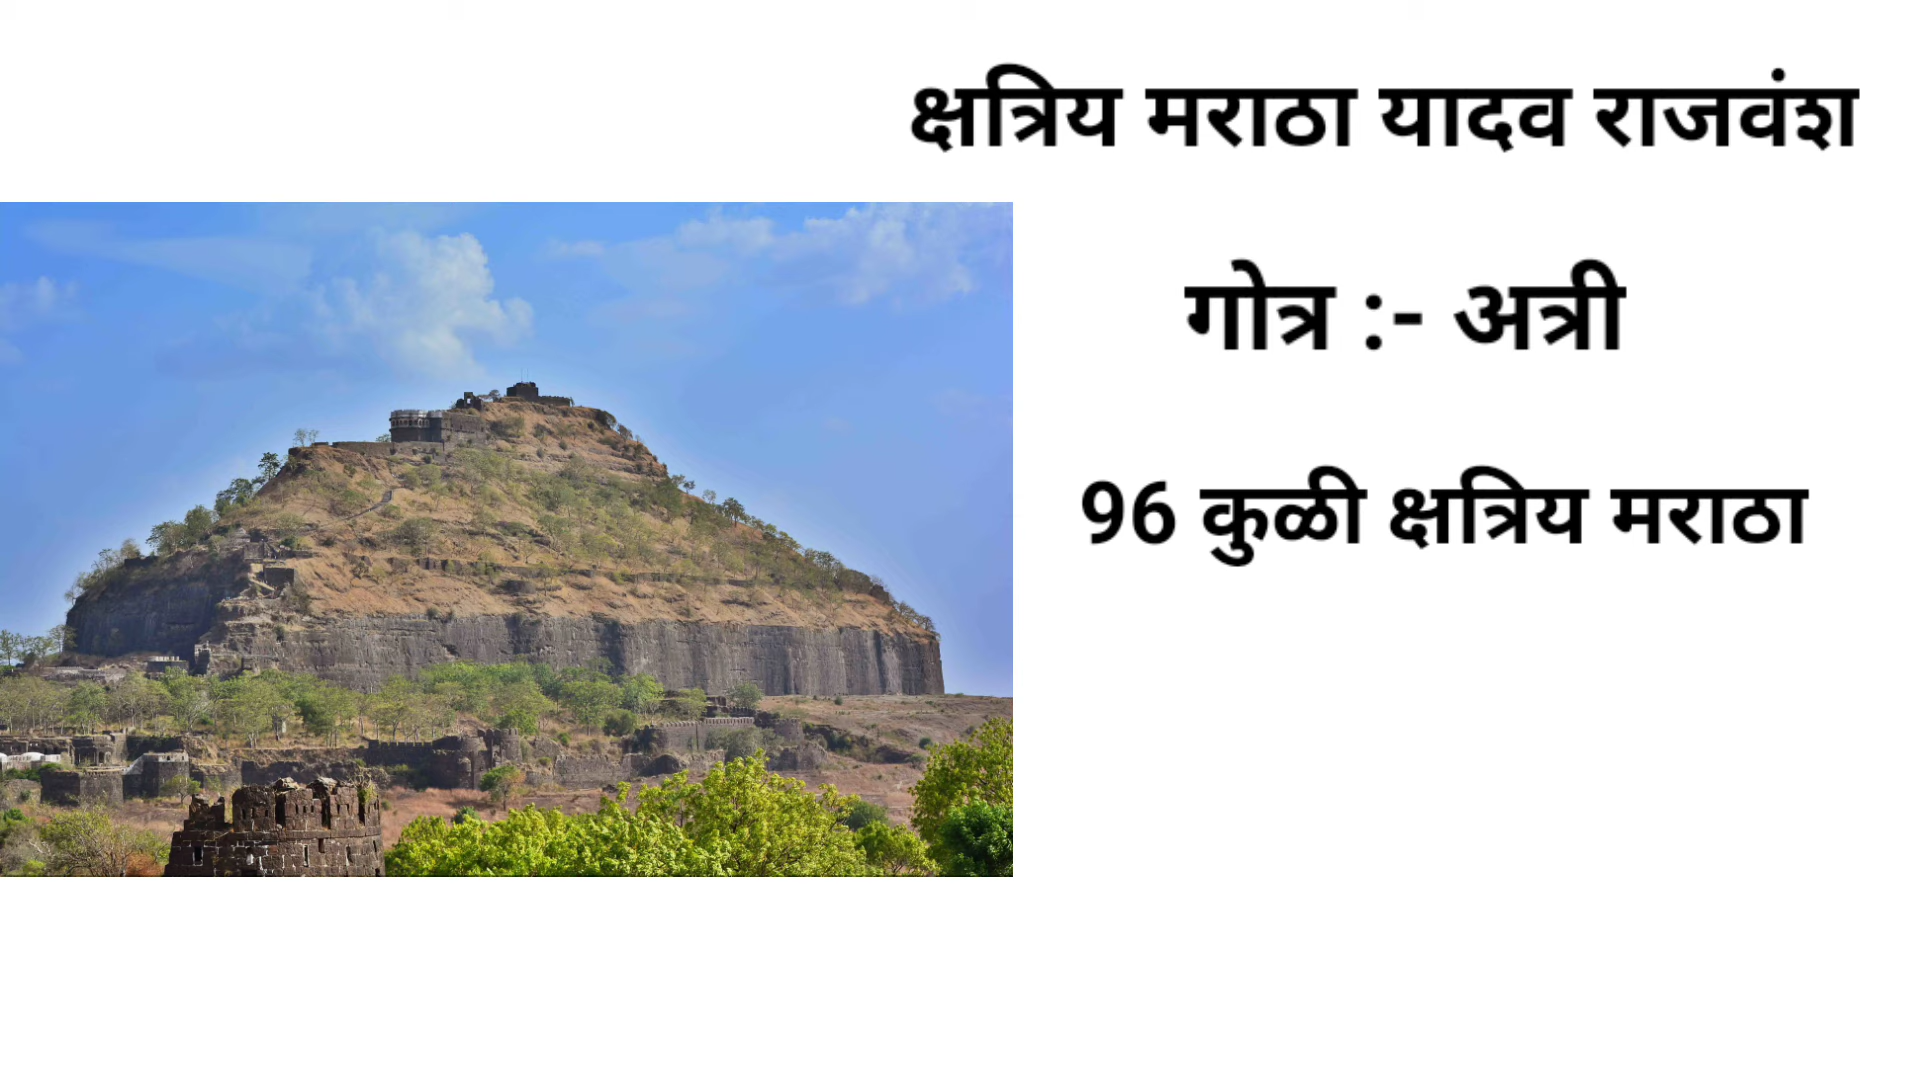 क्षत्रिय मराठा यादव राजवंश
गोत्र :- अत्री
96 कुळी क्षत्रिय मराठा